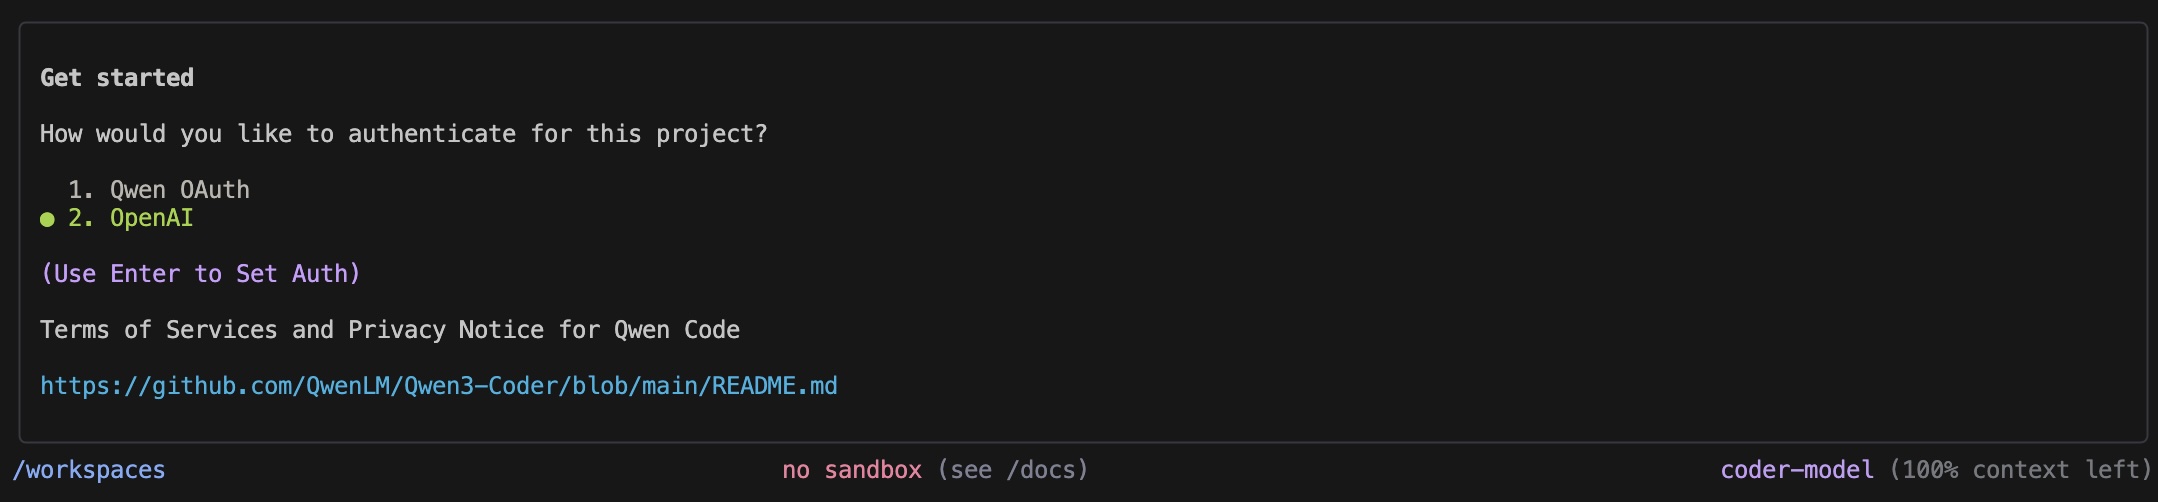 Get started
How would you like to authenticate for this project?
1. Qwen OAuth
● 2. OpenAI
(Use Enter to Set Auth)
Terms of Services and Privacy Notice for Qwen Code
https://github.com/QwenLM/Qwen3-Coder/blob/main/README.md
/workspaces no sandbox (see /docs) coder-model (100% context left)